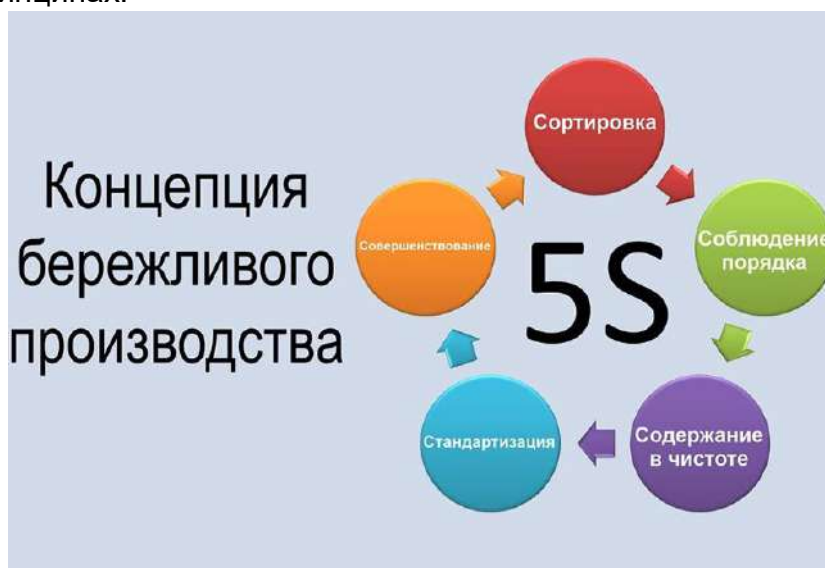 Концепция
бережливого
производства
Сортировка
Соблюдение
порядка
Содержание
в чистоте
Стандартизация
Совершенствование
5S